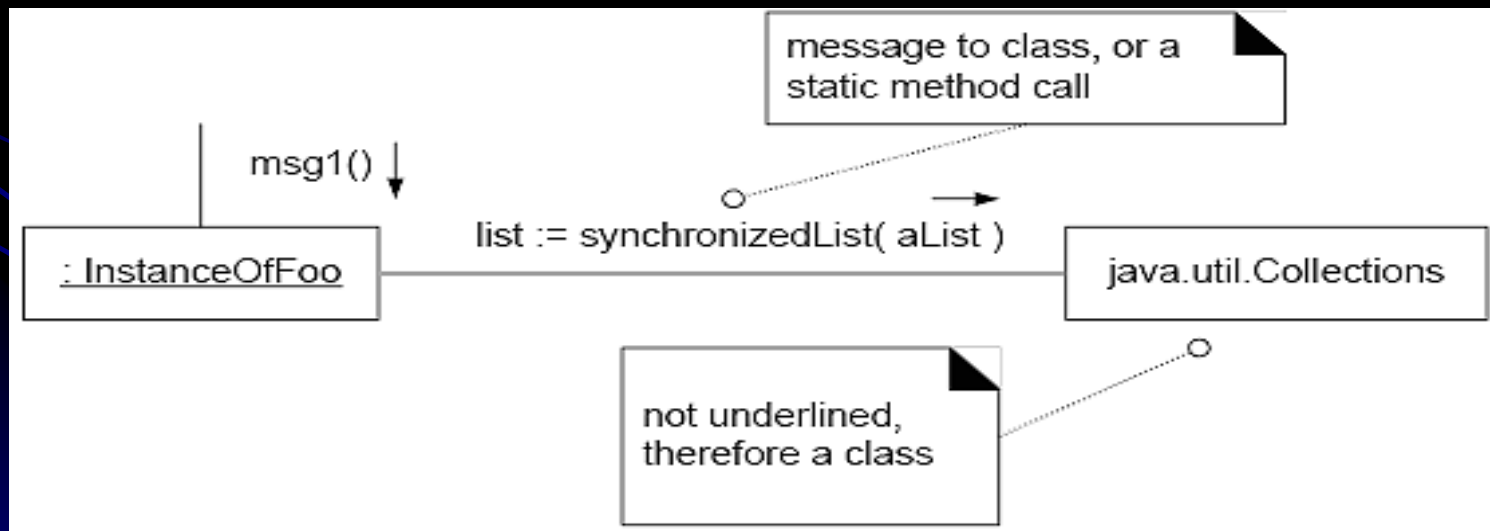 message to class, or a
static method call
msg1()
list := synchronizedList( aList )
: InstanceOfFoo
java.util.Collections
not underlined,
therefore a class